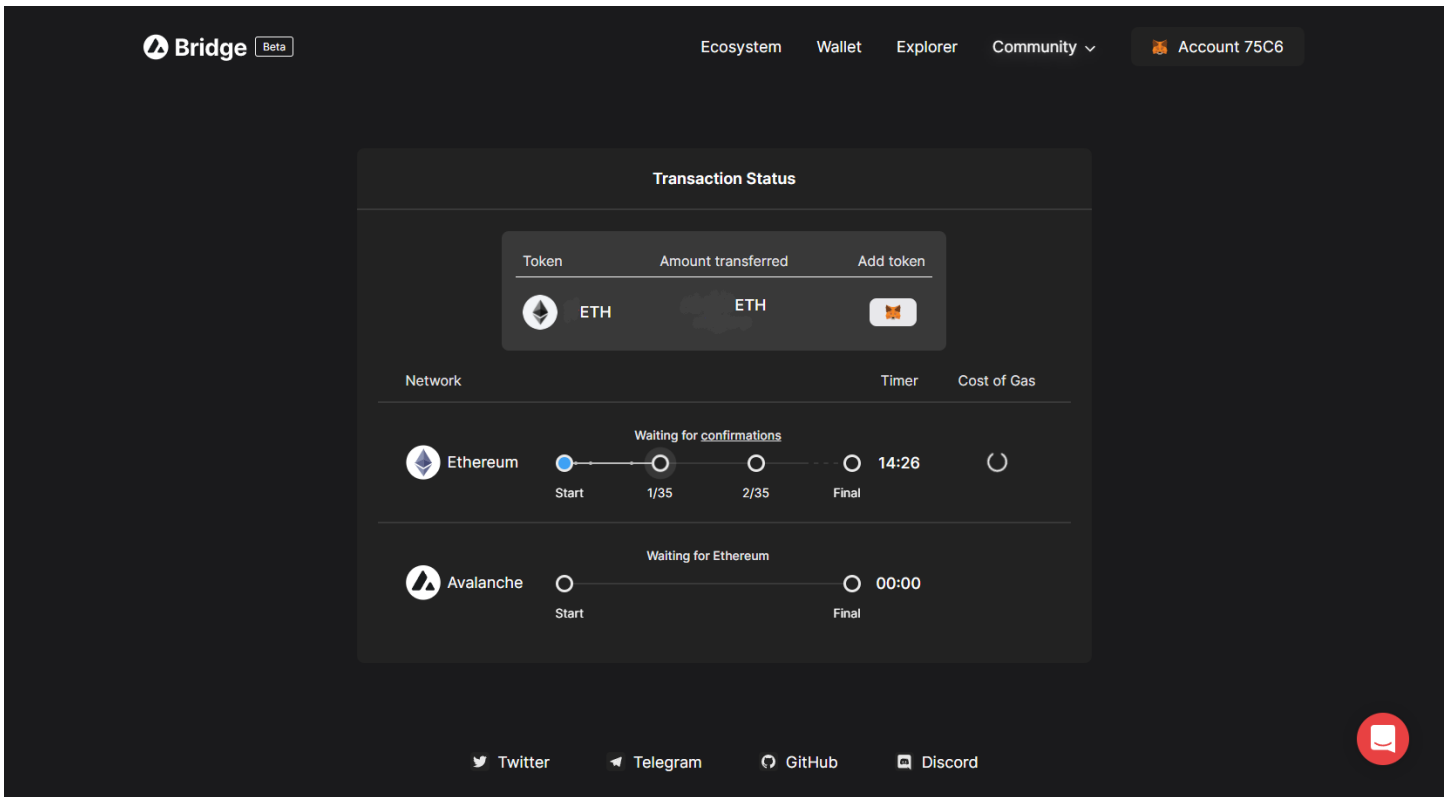 Bridge Beta Ecosystem Wallet Explorer Community Account 75C6
Transaction Status
Token Amount transferred Add token
ETH ETH
Network Timer Cost of Gas
Waiting for confirmations
Ethereum 14:26
Start 1/35 2/35 Final
Waiting for Ethereum
Avalanche 00:00
Start Final
Twitter Telegram GitHub Discord